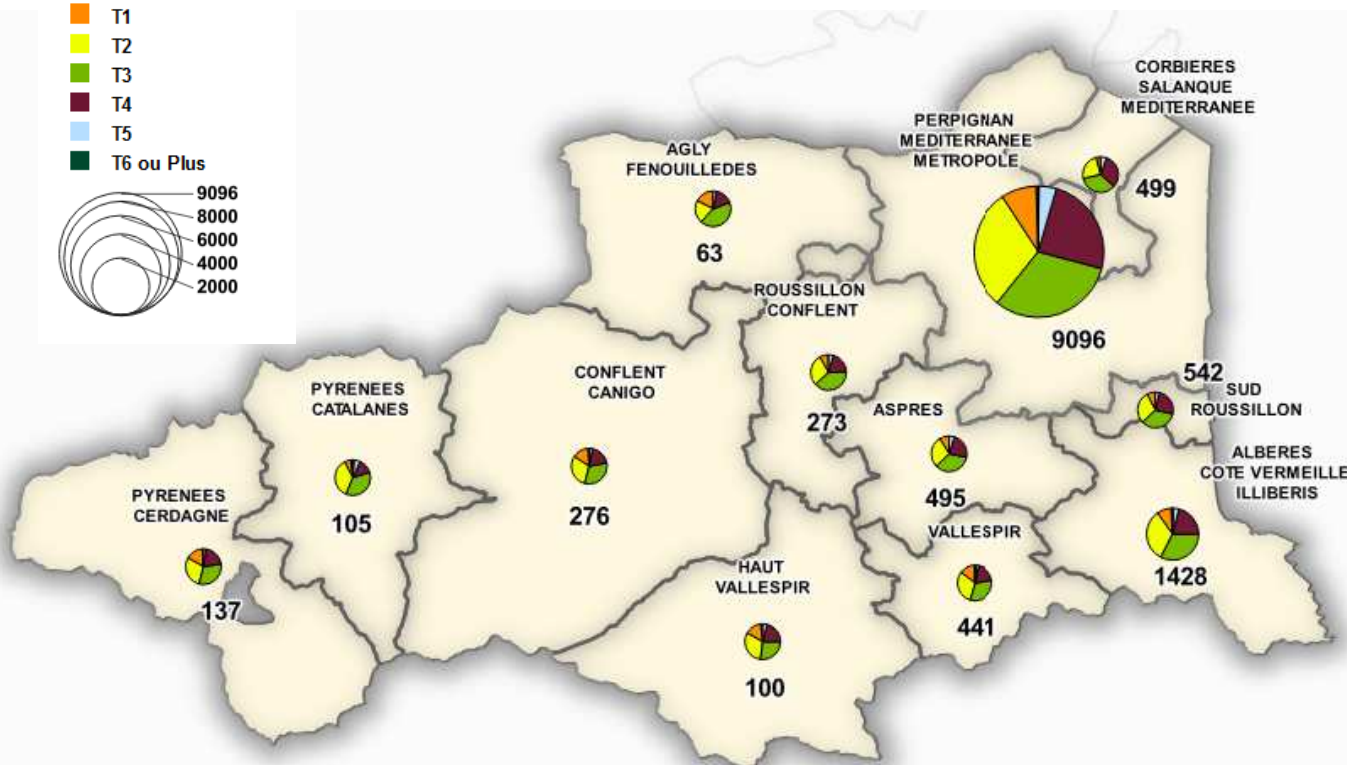 T1
T2
T3
T4
T5
T6 ou Plus
9096
8000
6000
4000
2000
CORBIERES
SALANQUE
MEDITERRANEE
499
PERPIGNAN
MEDITERRANEE
METROPOLE
9096
AGLY
FENOUILLEDES
63
ROUSSILLON
CONFLENT
273
542
SUD
ROUSSILLON
PYRENEES
CATALANES
105
CONFLENT
CANIGO
276
ASPRES
495
ALBERES
COTE VERMEILLE
ILLIBERIS
1428
PYRENEES
CERDAGNE
137
VALLESPIR
441
HAUT
VALLESPIR
100